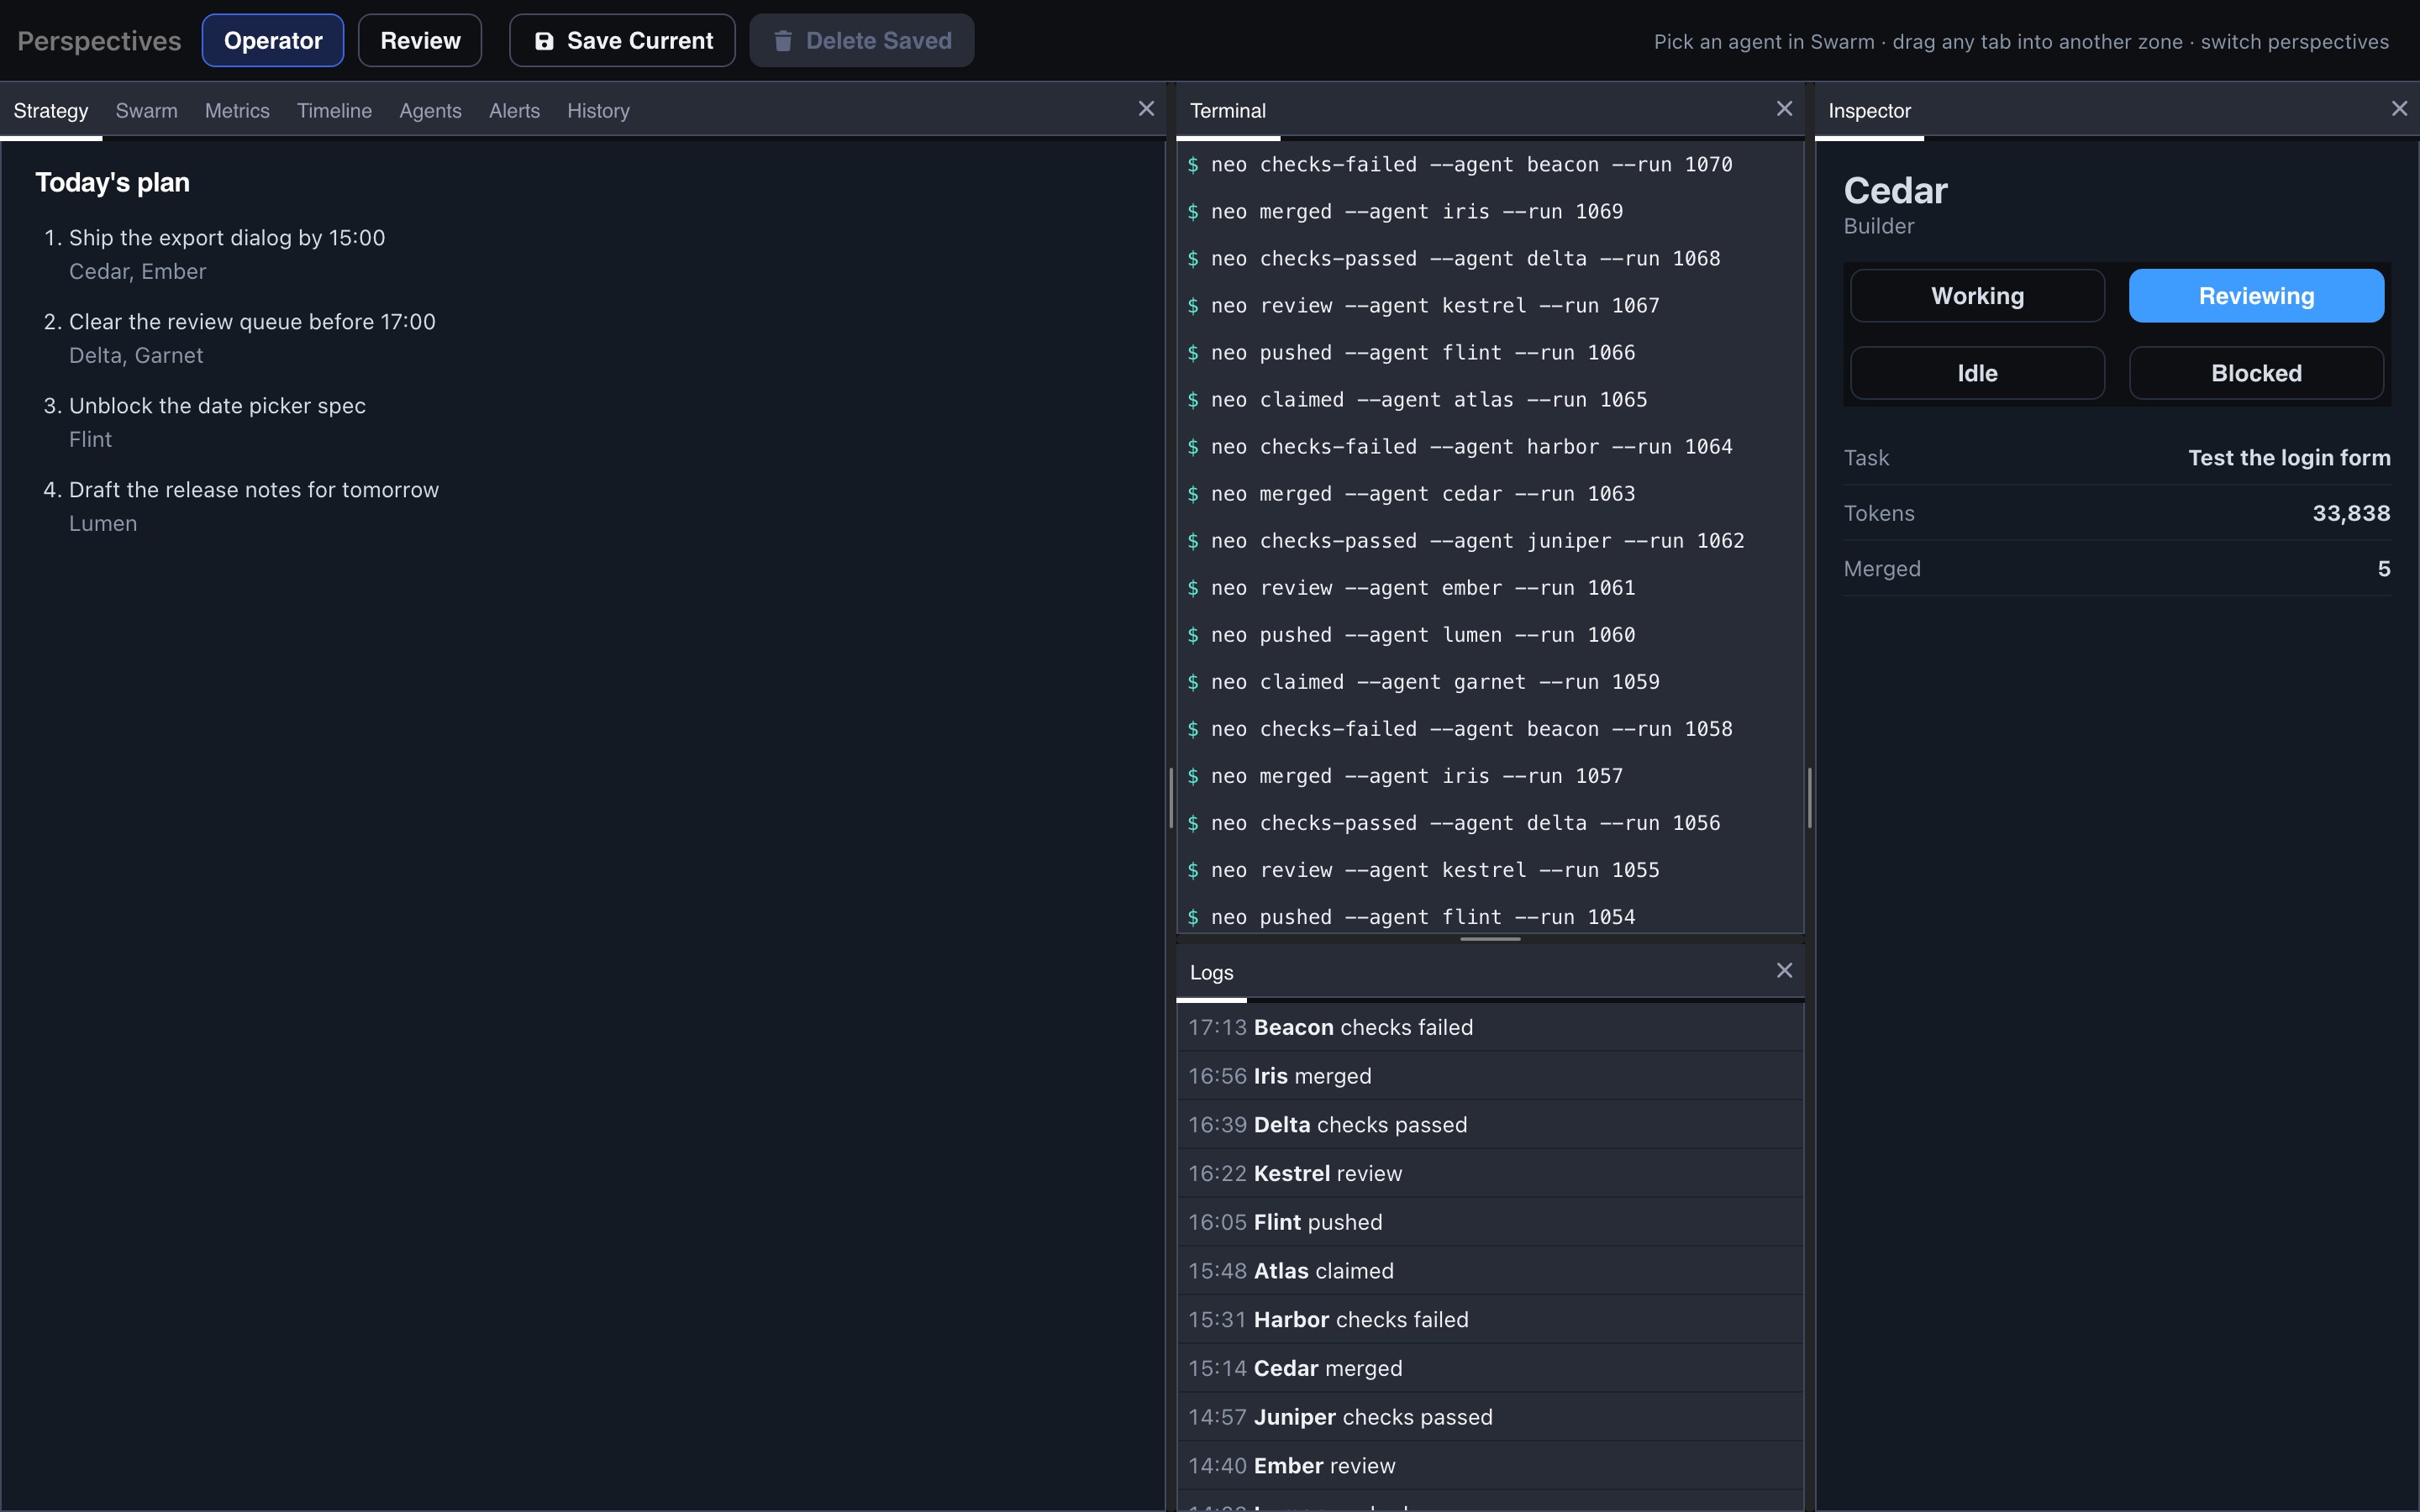 Perspectives Operator Review Save Current Delete Saved Pick an agent in Swarm · drag any tab into another zone · switch perspectives
Strategy Swarm Metrics Timeline Agents Alerts History
Today's plan
1. Ship the export dialog by 15:00
Cedar, Ember
2. Clear the review queue before 17:00
Delta, Garnet
3. Unblock the date picker spec
Flint
4. Draft the release notes for tomorrow
Lumen
Terminal
$ neo checks-failed --agent beacon --run 1070
$ neo merged --agent iris --run 1069
$ neo checks-passed --agent delta --run 1068
$ neo review --agent kestrel --run 1067
$ neo pushed --agent flint --run 1066
$ neo claimed --agent atlas --run 1065
$ neo checks-failed --agent harbor --run 1064
$ neo merged --agent cedar --run 1063
$ neo checks-passed --agent juniper --run 1062
$ neo review --agent ember --run 1061
$ neo pushed --agent lumen --run 1060
$ neo claimed --agent garnet --run 1059
$ neo checks-failed --agent beacon --run 1058
$ neo merged --agent iris --run 1057
$ neo checks-passed --agent delta --run 1056
$ neo review --agent kestrel --run 1055
$ neo pushed --agent flint --run 1054
Logs
17:13 Beacon checks failed
16:56 Iris merged
16:39 Delta checks passed
16:22 Kestrel review
16:05 Flint pushed
15:48 Atlas claimed
15:31 Harbor checks failed
15:14 Cedar merged
14:57 Juniper checks passed
14:40 Ember review
Inspector
Cedar
Builder
Working Reviewing
Idle Blocked
Task Test the login form
Tokens 33,838
Merged 5